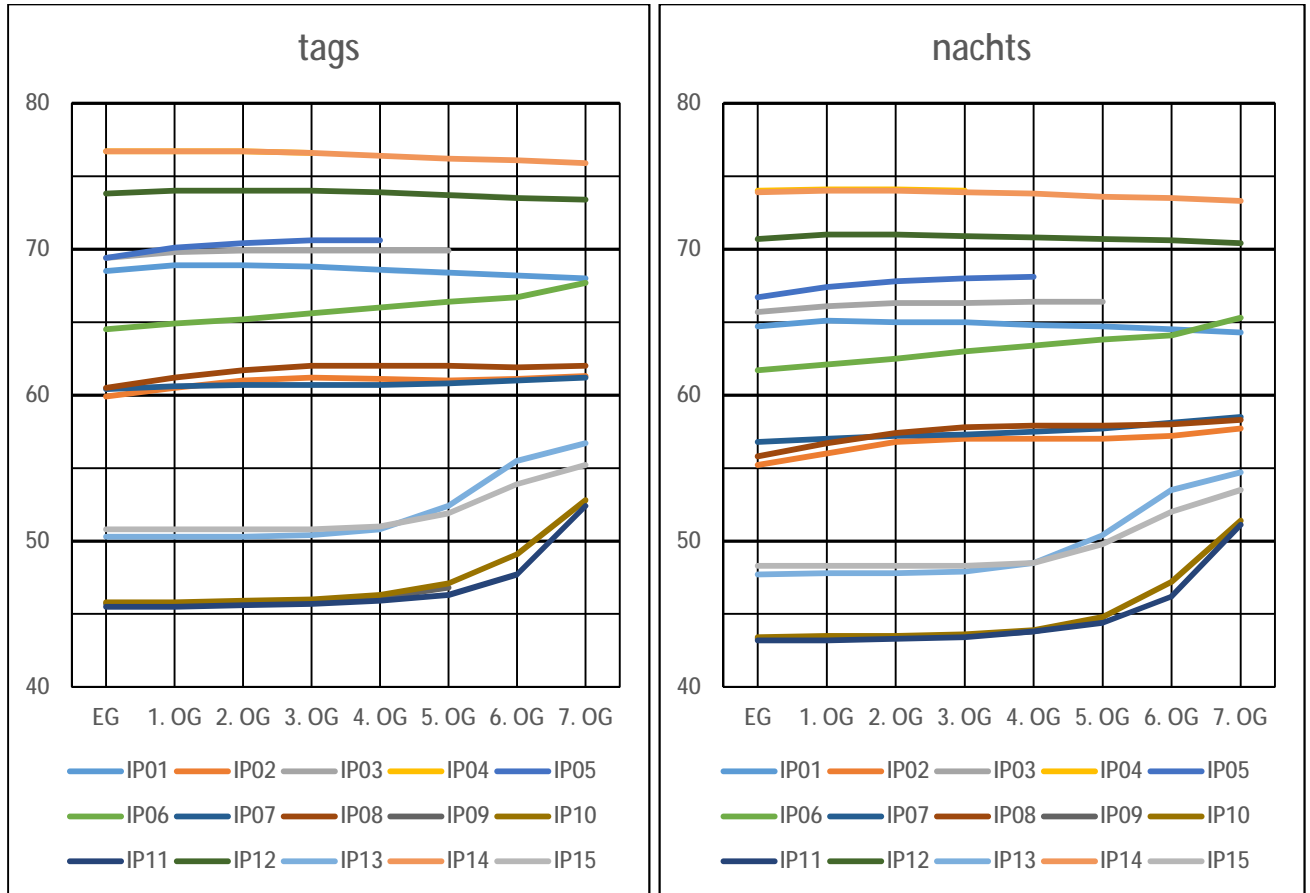 tags
80
70
60
50
40
EG 1. OG 2. OG 3. OG 4. OG 5. OG 6. OG 7. OG
IP01 IP02 IP03 IP04 IP05
IP06 IP07 IP08 IP09 IP10
IP11 IP12 IP13 IP14 IP15
nachts
80
70
60
50
40
EG 1. OG 2. OG 3. OG 4. OG 5. OG 6. OG 7. OG
IP01 IP02 IP03 IP04 IP05
IP06 IP07 IP08 IP09 IP10
IP11 IP12 IP13 IP14 IP15